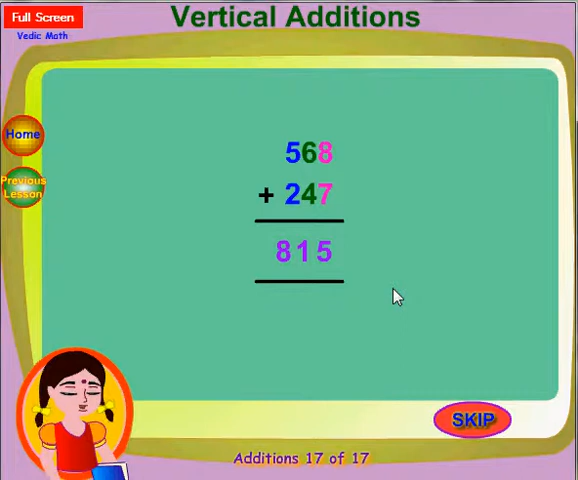 Full Screen
Vertical Additions
Vedic Math
Home
Previous
Lesson
568
+ 247
815
SKIP
Additions 17 of 17